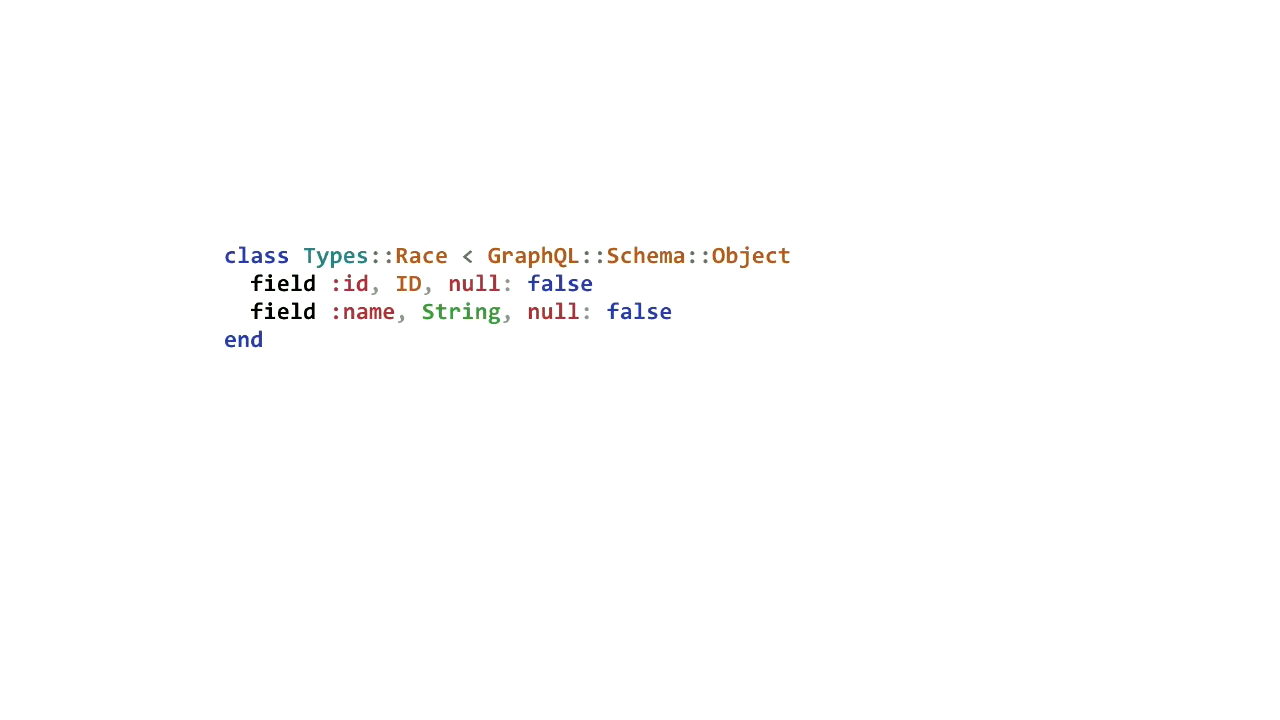 class Types::Race < GraphQL::Schema::Object
  field :id, ID, null: false
  field :name, String, null: false
end